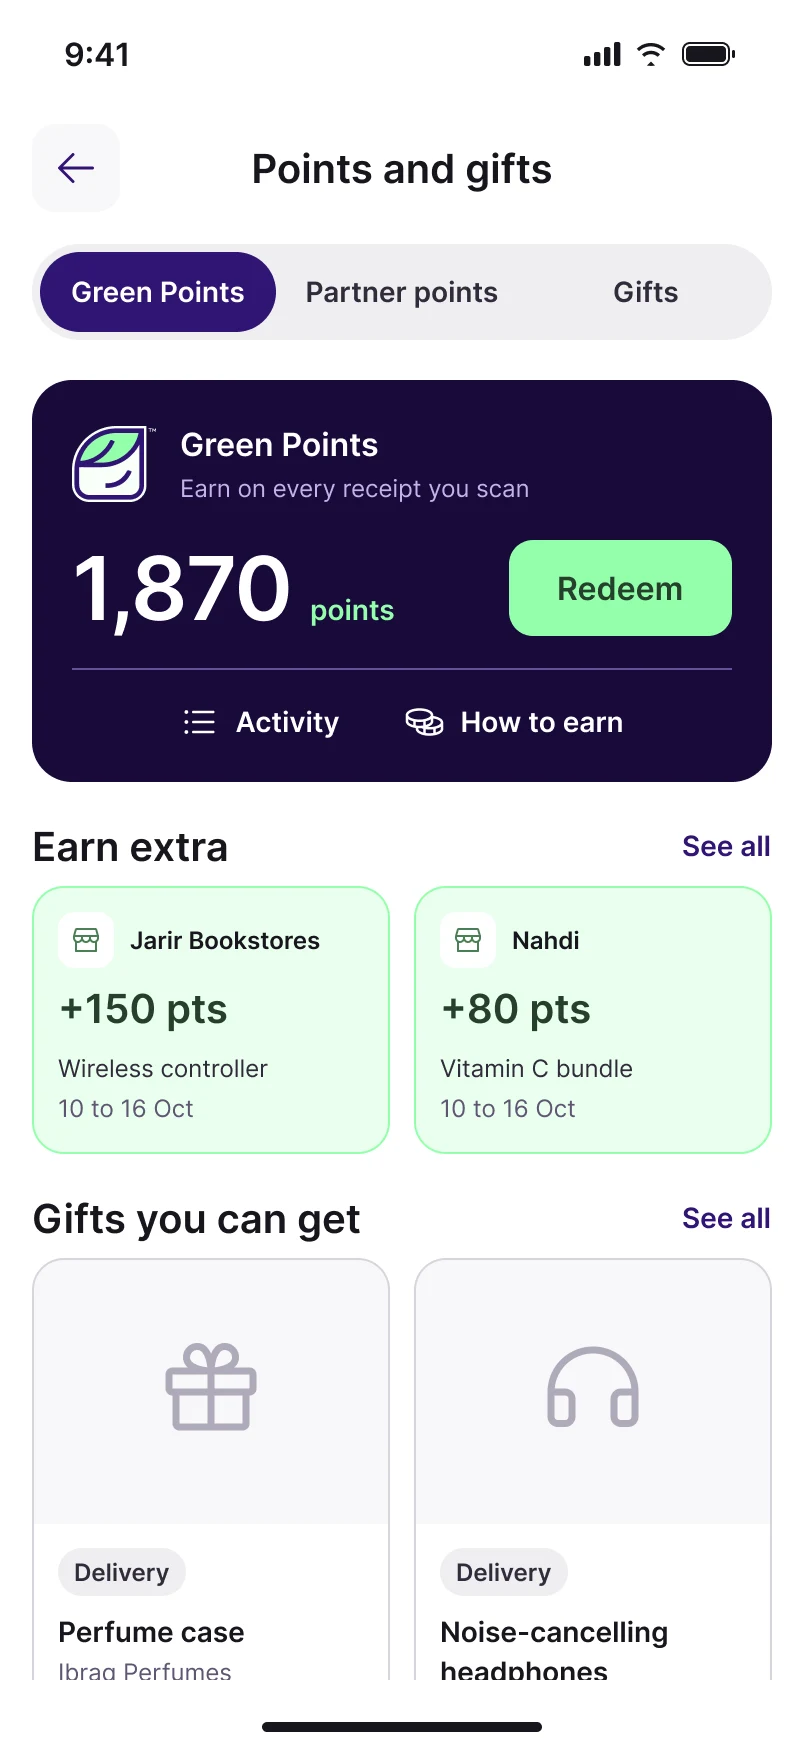 9:41
Points and gifts
Green Points
Partner points
Gifts
™
Green Points
Earn on every receipt you scan
1,870 points
Redeem
Activity
How to earn
Earn extra
See all
Jarir Bookstores
+150 pts
Wireless controller
10 to 16 Oct
Nahdi
+80 pts
Vitamin C bundle
10 to 16 Oct
Gifts you can get
See all
Delivery
Perfume case
Ibraq Perfumes
Delivery
Noise-cancelling
headphones